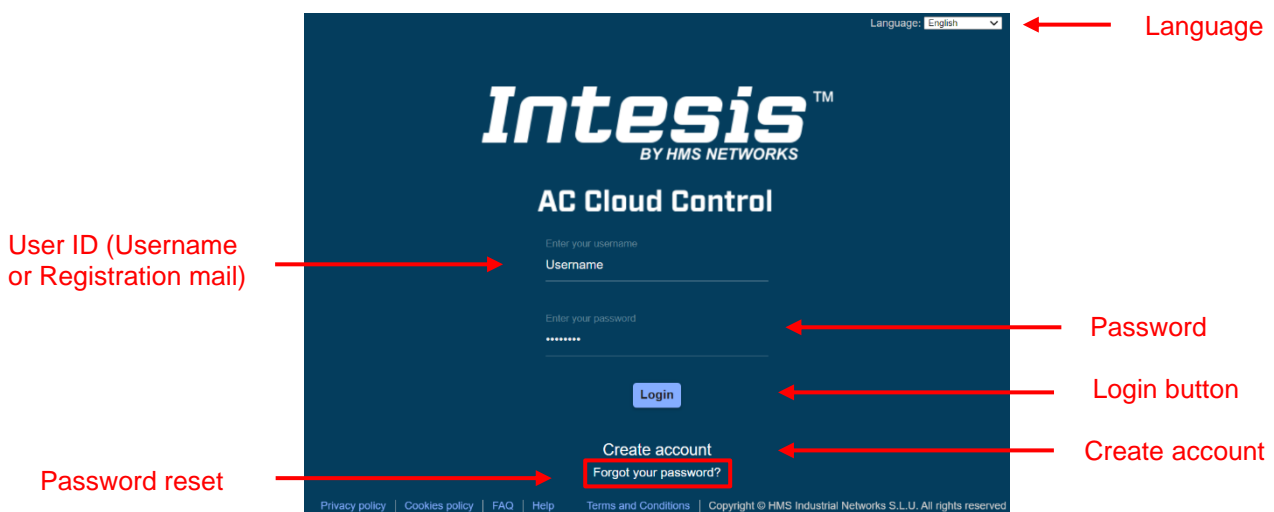 Language: English
Language
Intesis™
BY HMS NETWORKS
AC Cloud Control
Enter your username
User ID (Username
or Registration mail)
Username
Enter your password
Password
••••••••
Login
Login button
Create account
Create account
Forgot your password?
Password reset
Privacy policy | Cookies policy | FAQ | Help Terms and Conditions | Copyright © HMS Industrial Networks S.L.U. All rights reserved